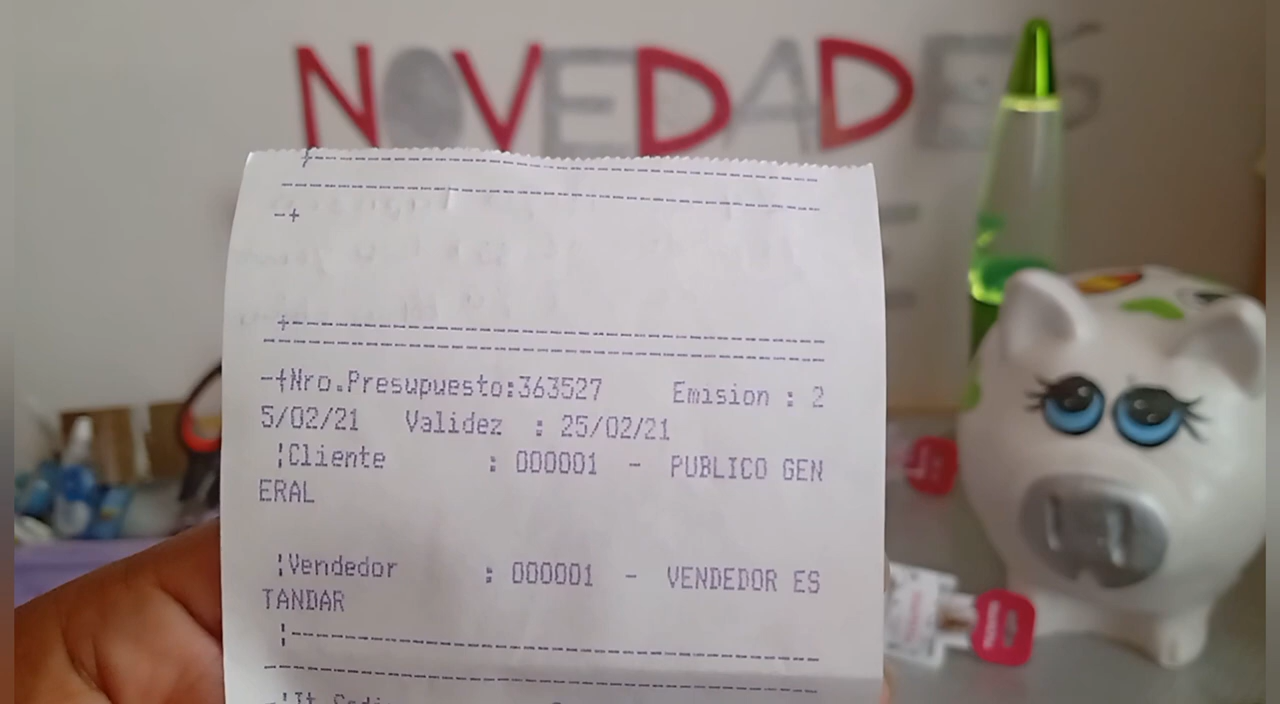 NOVEDADES
-+
-+Nro.Presupuesto:363527 Emision : 2
5/02/21 Validez : 25/02/21
¦Cliente : 000001 - PUBLICO GEN
ERAL
¦Vendedor : 000001 - VENDEDOR ES
TANDAR